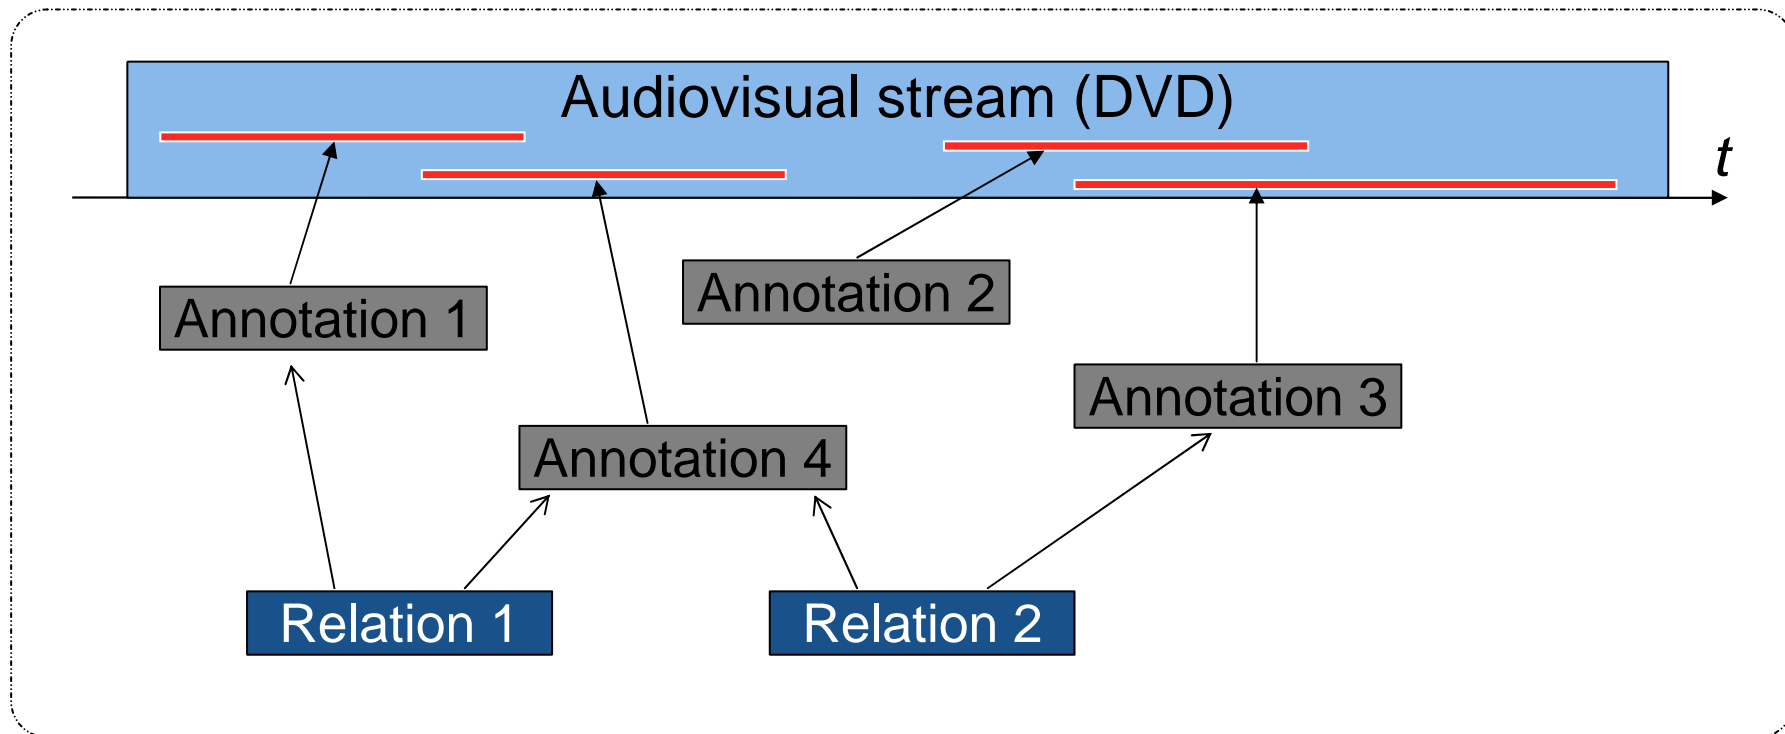 Audiovisual stream (DVD)
t
Annotation 2
Annotation 1
Annotation 3
Annotation 4
Relation 1
Relation 2